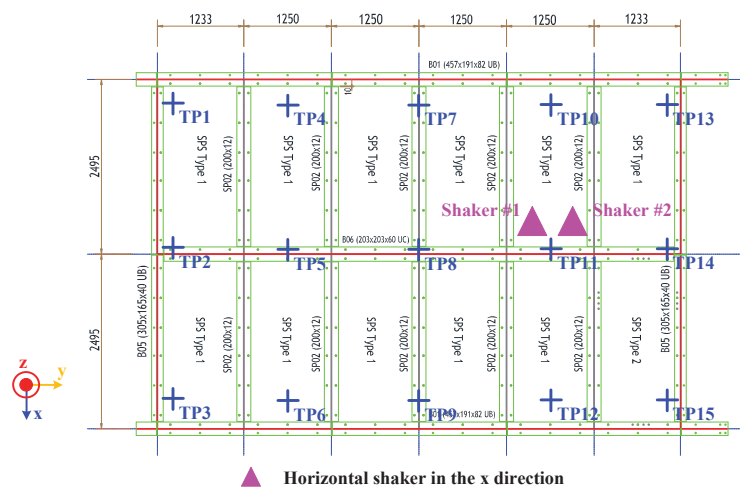 1233 1250 1250 1250 1250 1233
B01 (457x191x82 UB)
10
TP1 TP4 TP7 TP10 TP13
SPS Type 1 SP02 (200x12) SPS Type 1 SP02 (200x12) SPS Type 1 SP02 (200x12) SPS Type 1 SP02 (200x12) SPS Type 1 SP02 (200x12) SPS Type 1
2495
Shaker #1 Shaker #2
B06 (203x203x60 UC)
TP2 TP5 TP8 TP11 TP14
2495
B05 (305x165x40 UB)
SPS Type 1 SP02 (200x12) SPS Type 1 SP02 (200x12) SPS Type 1 SP02 (200x12) SPS Type 1 SP02 (200x12) SPS Type 1 SP02 (200x12) SPS Type 2 B05 (305x165x40 UB)
z
y
x
TP3 TP6 TP9 TP12 TP15
x191x82 UB)
Horizontal shaker in the x direction